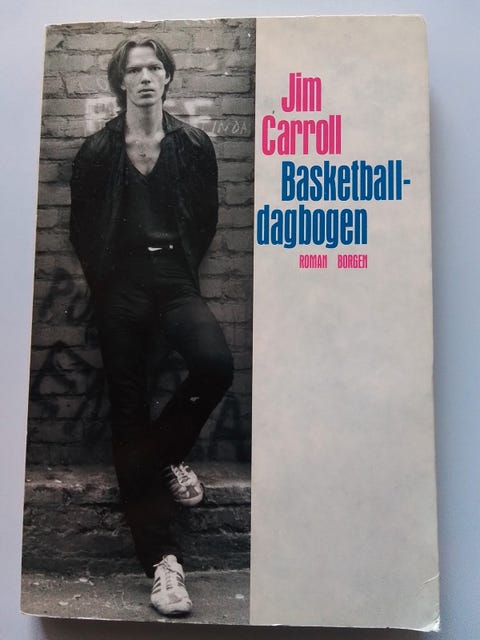 Jim
Carroll
Basketball-
dagbogen
ROMAN BORGEN